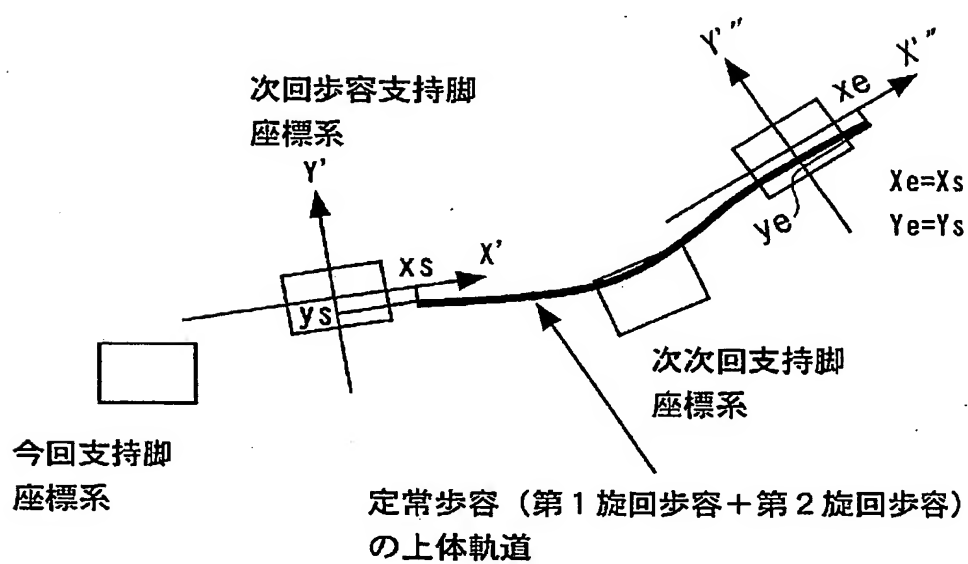 次回歩容支持脚
座標系
Y'
X'
xs
ys
Y'"
X'"
xe
ye
Xe=Xs
Ye=Ys
次次回支持脚
座標系
今回支持脚
座標系
定常歩容（第1旋回歩容＋第2旋回歩容）
の上体軌道